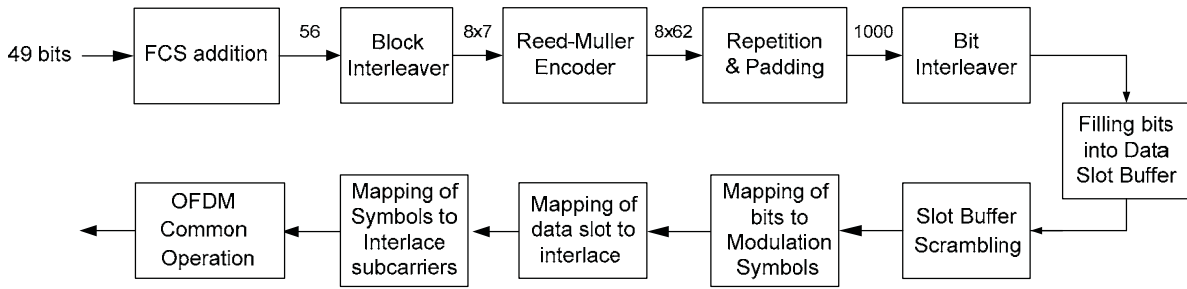 49 bits
FCS addition
56
Block
Interleaver
8x7
Reed-Muller
Encoder
8x62
Repetition
& Padding
1000
Bit
Interleaver
Filling bits
into Data
Slot Buffer
Slot Buffer
Scrambling
Mapping of
bits to
Modulation
Symbols
Mapping of
data slot to
interlace
Mapping of
Symbols to
Interlace
subcarriers
OFDM
Common
Operation